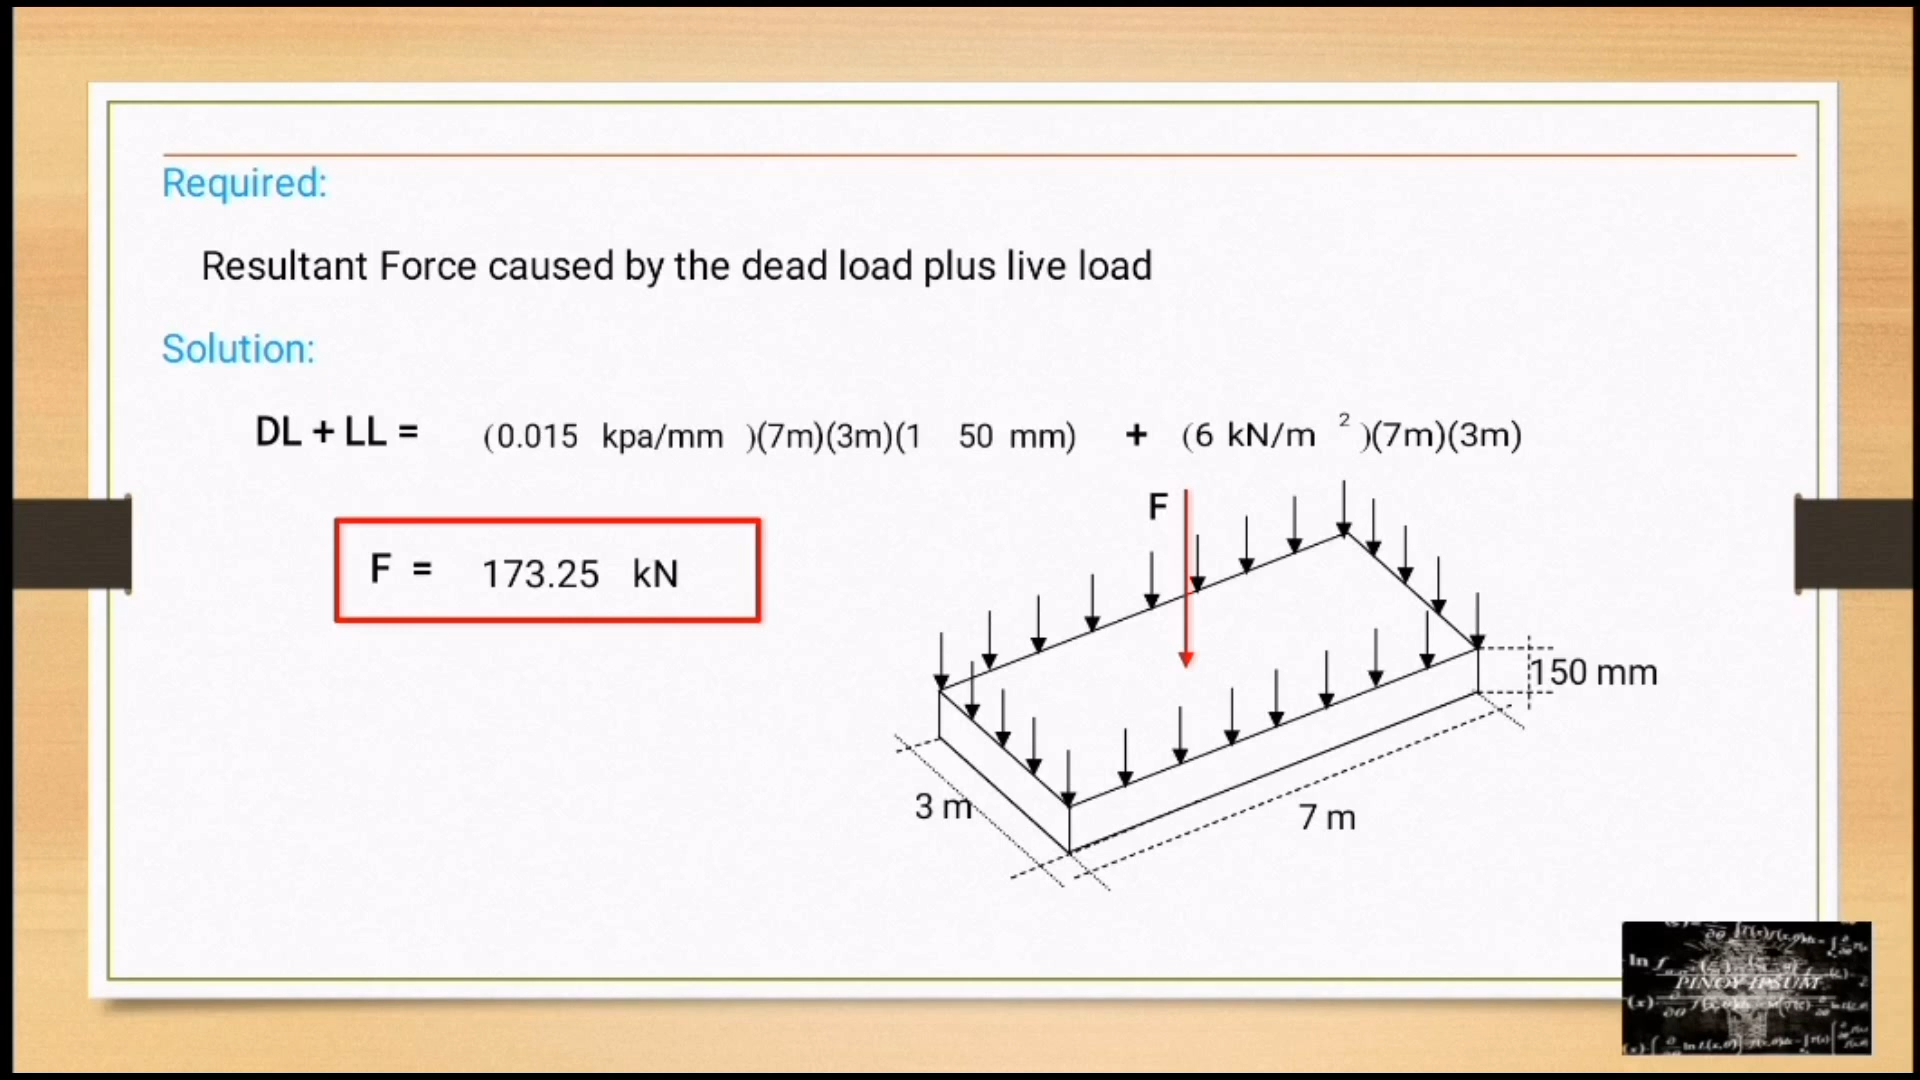 Required:
Resultant Force caused by the dead load plus live load
Solution:
DL + LL = (0.015 kpa/mm )(7m)(3m)(1 50 mm) + (6 kN/m ² )(7m)(3m)
F
F = 173.25 kN
150 mm
3 m
7 m
PINOY IPSUM